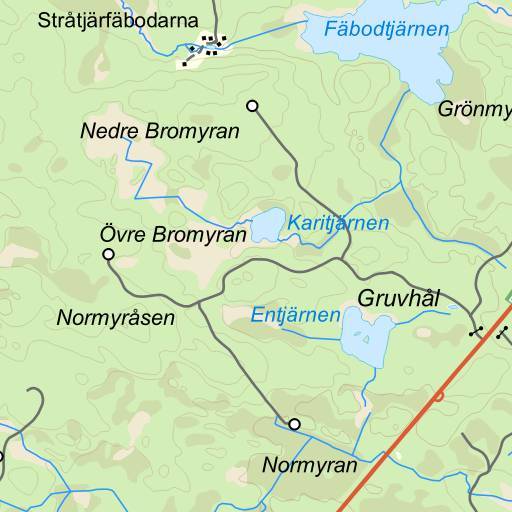 Stråtjärfäbodarna
Fäbodtjärnen
Grönmy
Nedre Bromyran
Karitjärnen
Övre Bromyran
Gruvhål
Entjärnen
Normyråsen
Normyran